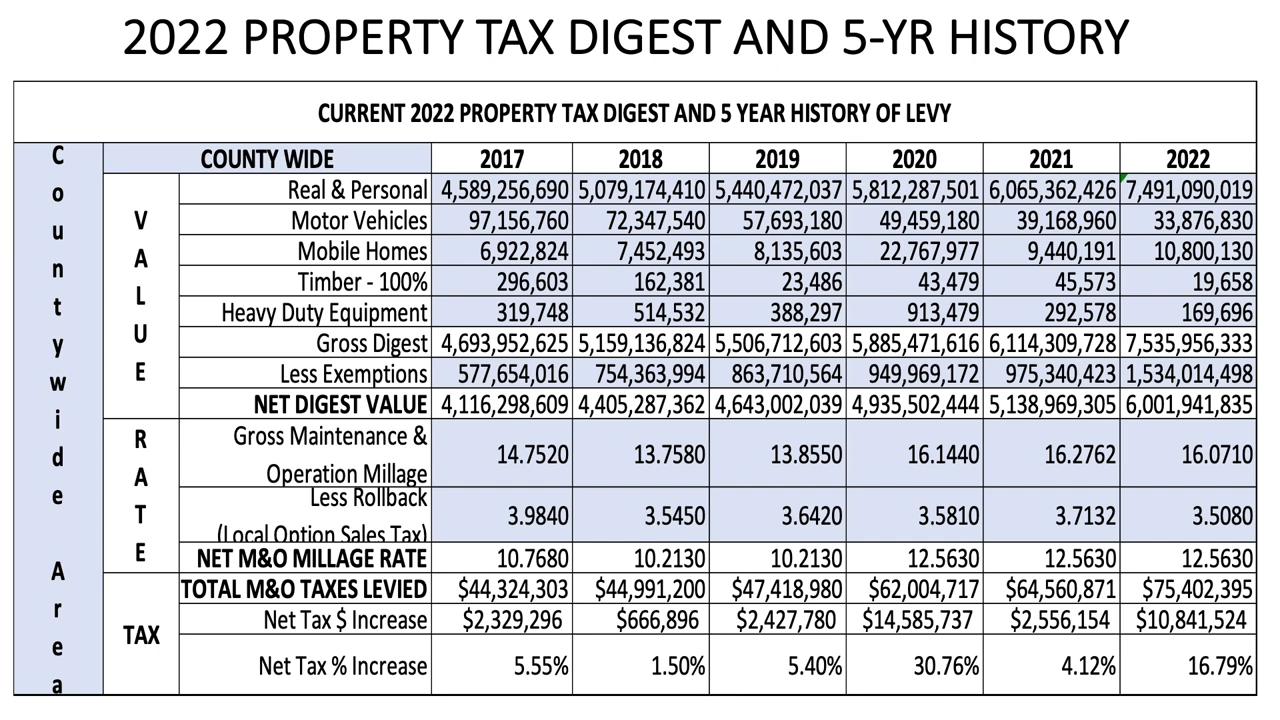 2022 PROPERTY TAX DIGEST AND 5-YR HISTORY
CURRENT 2022 PROPERTY TAX DIGEST AND 5 YEAR HISTORY OF LEVY
Countywide Area
COUNTY WIDE 2017 2018 2019 2020 2021 2022
VALUE
Real & Personal 4,589,256,690 5,079,174,410 5,440,472,037 5,812,287,501 6,065,362,426 7,491,090,019
Motor Vehicles 97,156,760 72,347,540 57,693,180 49,459,180 39,168,960 33,876,830
Mobile Homes 6,922,824 7,452,493 8,135,603 22,767,977 9,440,191 10,800,130
Timber - 100% 296,603 162,381 23,486 43,479 45,573 19,658
Heavy Duty Equipment 319,748 514,532 388,297 913,479 292,578 169,696
Gross Digest 4,693,952,625 5,159,136,824 5,506,712,603 5,885,471,616 6,114,309,728 7,535,956,333
Less Exemptions 577,654,016 754,363,994 863,710,564 949,969,172 975,340,423 1,534,014,498
NET DIGEST VALUE 4,116,298,609 4,405,287,362 4,643,002,039 4,935,502,444 5,138,969,305 6,001,941,835
RATE
Gross Maintenance &
Operation Millage 14.7520 13.7580 13.8550 16.1440 16.2762 16.0710
Less Rollback
(Local Option Sales Tax) 3.9840 3.5450 3.6420 3.5810 3.7132 3.5080
NET M&O MILLAGE RATE 10.7680 10.2130 10.2130 12.5630 12.5630 12.5630
TAX
TOTAL M&O TAXES LEVIED $44,324,303 $44,991,200 $47,418,980 $62,004,717 $64,560,871 $75,402,395
Net Tax $ Increase $2,329,296 $666,896 $2,427,780 $14,585,737 $2,556,154 $10,841,524
Net Tax % Increase 5.55% 1.50% 5.40% 30.76% 4.12% 16.79%